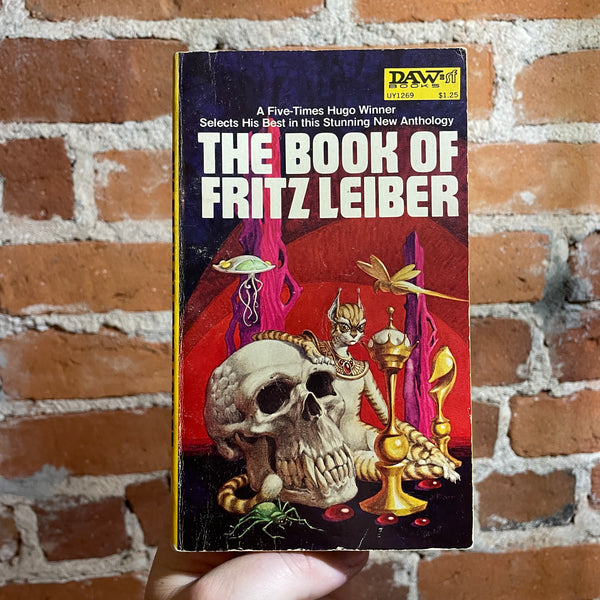 DAW sf
BOOKS
UY1269 $1.25
A Five-Times Hugo Winner
Selects His Best in this Stunning New Anthology
THE BOOK OF
FRITZ LEIBER